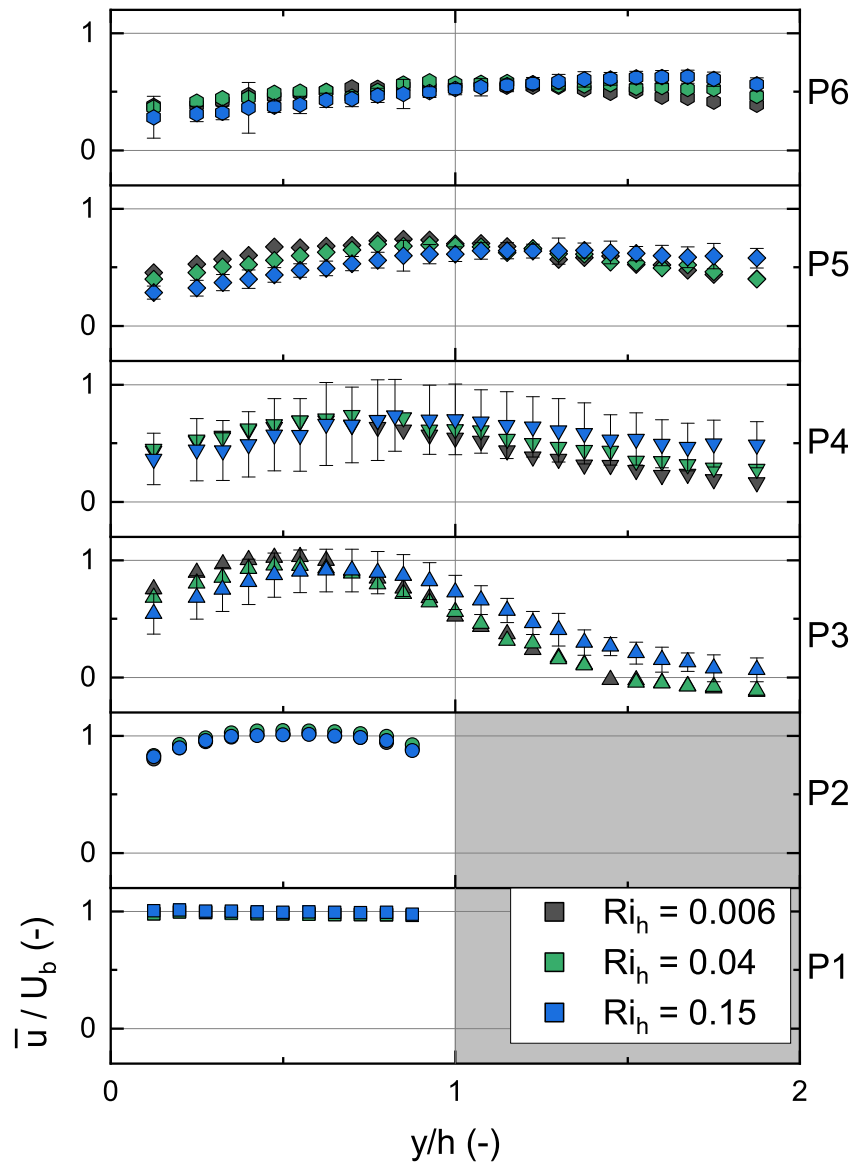 1
0
P6
1
0
P5
1
0
P4
1
0
P3
1
0
P2
1
0
P1
Ri_h = 0.006
Ri_h = 0.04
Ri_h = 0.15
u̅ / U_b (-)
0
1
2
y/h (-)